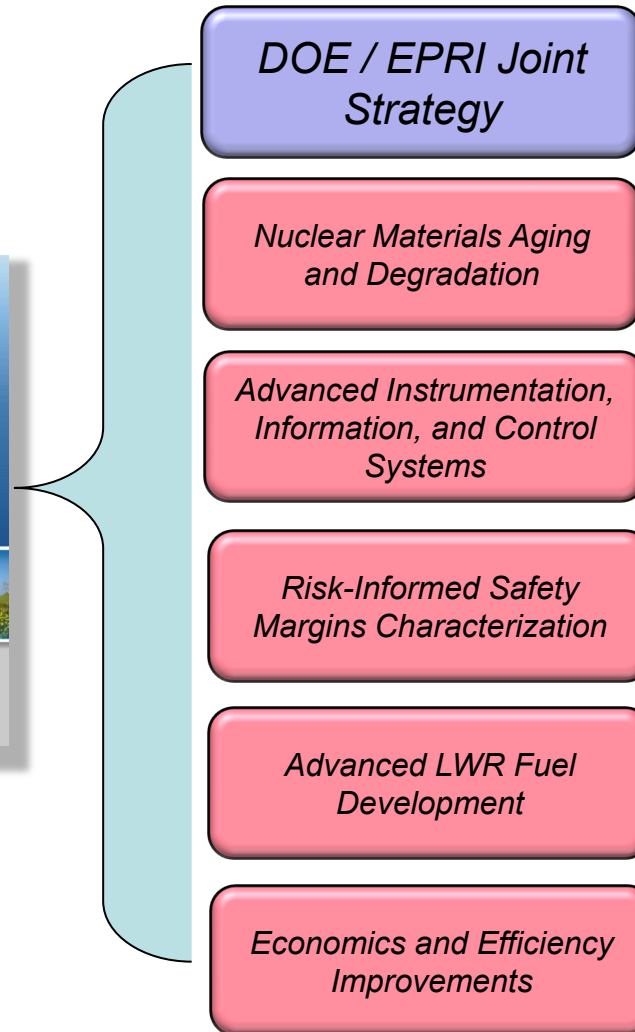 DOE / EPRI Joint
Strategy
Nuclear Materials Aging
and Degradation
Advanced Instrumentation,
Information, and Control
Systems
Risk-Informed Safety
Margins Characterization
Advanced LWR Fuel
Development
Economics and Efficiency
Improvements